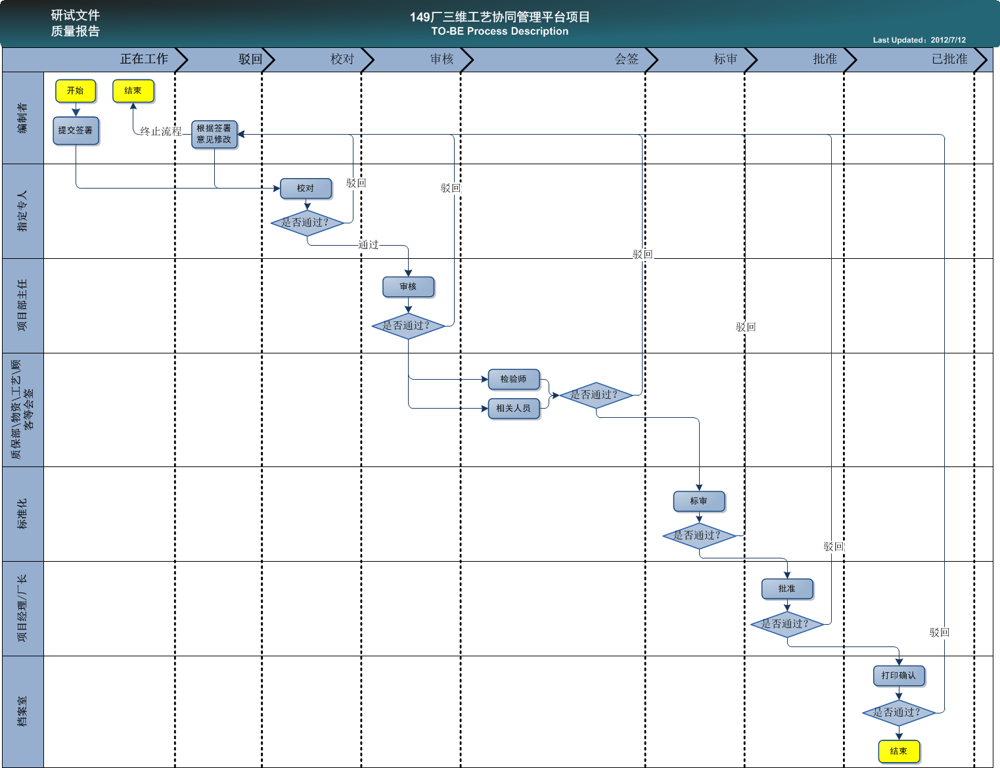 研试文件
质量报告
149厂三维工艺协同管理平台项目
TO-BE Process Description
Last Updated：2012/7/12
正在工作
驳回
校对
审核
会签
标审
批准
已批准
编制者
开始
结束
提交签署
终止流程
根据签署
意见修改
指定专人
校对
驳回
驳回
是否通过?
通过
驳回
项目部主任
审核
是否通过?
驳回
质保部\物资\工艺\顾
客等会签
检验师
相关人员
是否通过?
标准化
标审
是否通过?
驳回
项目经理/厂长
批准
是否通过?
驳回
档案室
打印确认
是否通过?
结束